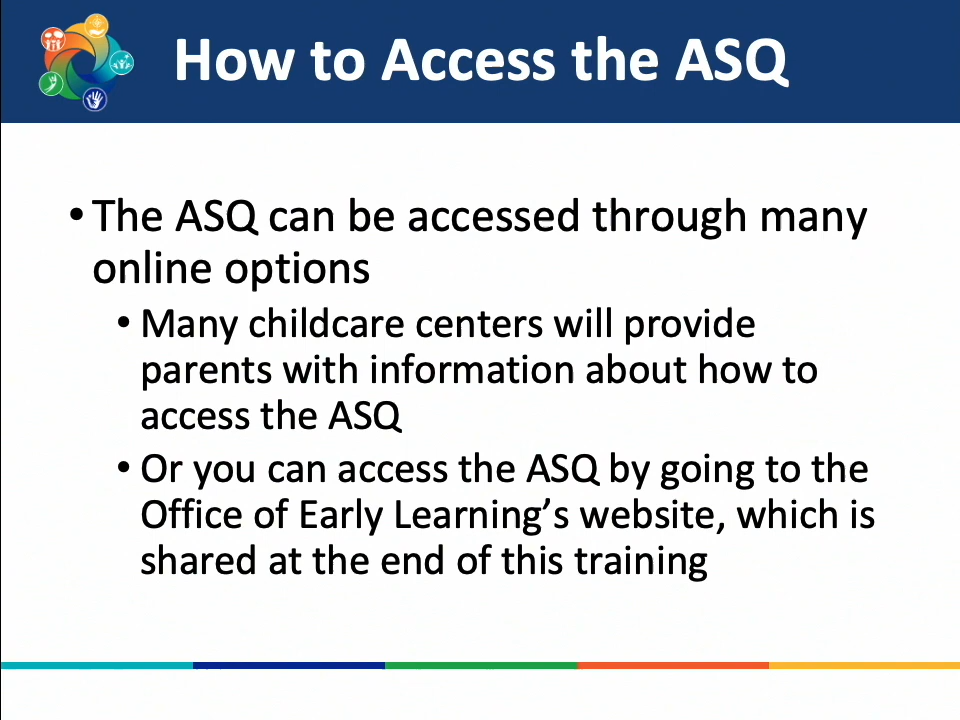 How to Access the ASQ
• The ASQ can be accessed through many
online options
• Many childcare centers will provide
parents with information about how to
access the ASQ
• Or you can access the ASQ by going to the
Office of Early Learning’s website, which is
shared at the end of this training